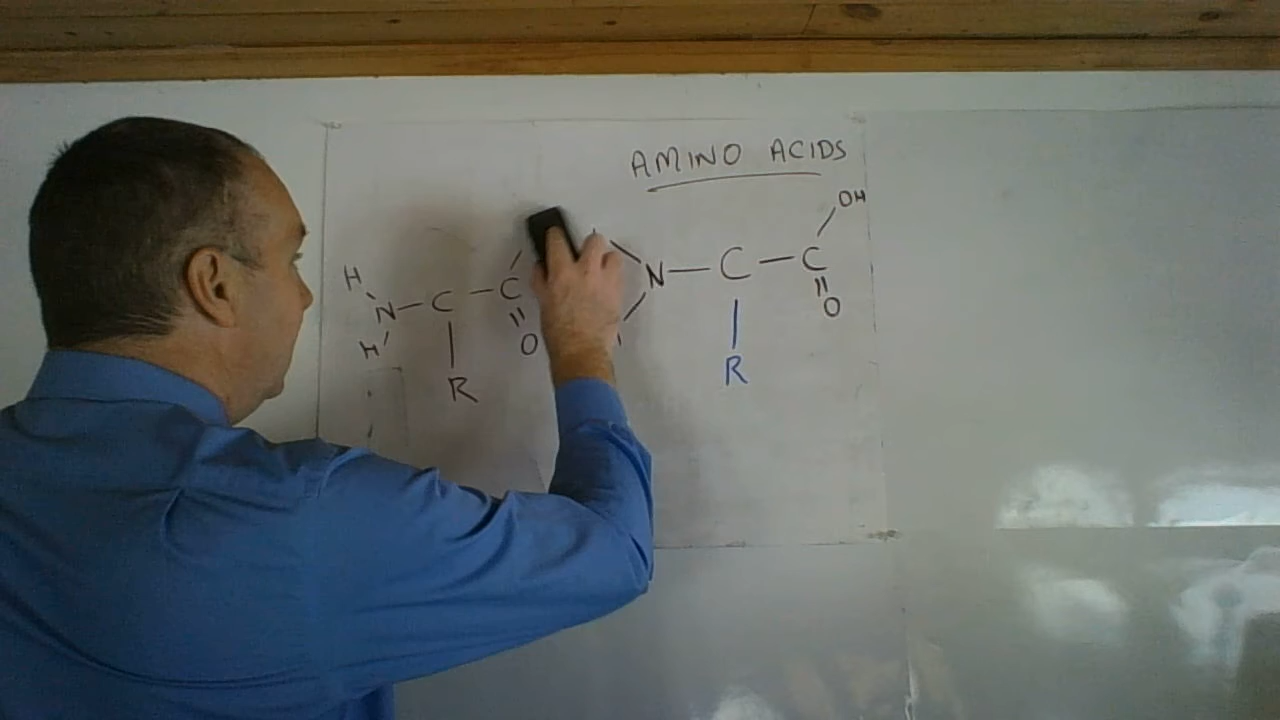 AMINO ACIDS
OH
H
N — C — C
H
O
R
N — C — C
O
R